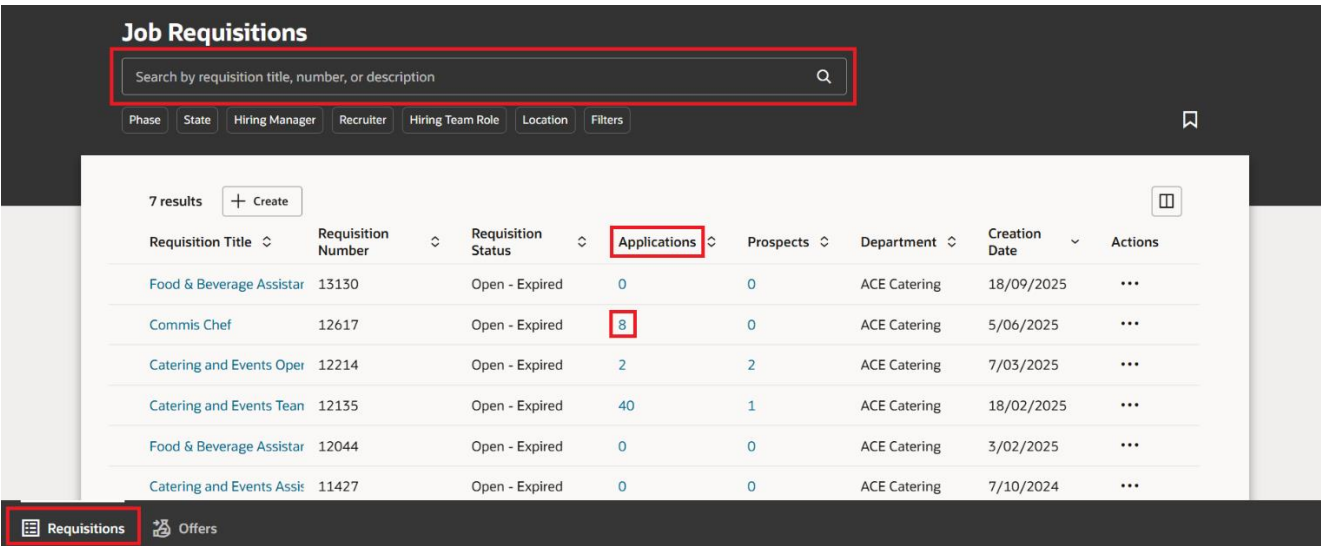 Job Requisitions
Search by requisition title, number, or description
Phase State Hiring Manager Recruiter Hiring Team Role Location Filters
7 results + Create
Requisition Title Requisition Number Requisition Status Applications Prospects Department Creation Date Actions
Food & Beverage Assistar 13130 Open - Expired 0 0 ACE Catering 18/09/2025 ...
Commis Chef 12617 Open - Expired 8 0 ACE Catering 5/06/2025 ...
Catering and Events Oper 12214 Open - Expired 2 2 ACE Catering 7/03/2025 ...
Catering and Events Tean 12135 Open - Expired 40 1 ACE Catering 18/02/2025 ...
Food & Beverage Assistar 12044 Open - Expired 0 0 ACE Catering 3/02/2025 ...
Catering and Events Assis 11427 Open - Expired 0 0 ACE Catering 7/10/2024 ...
Requisitions Offers